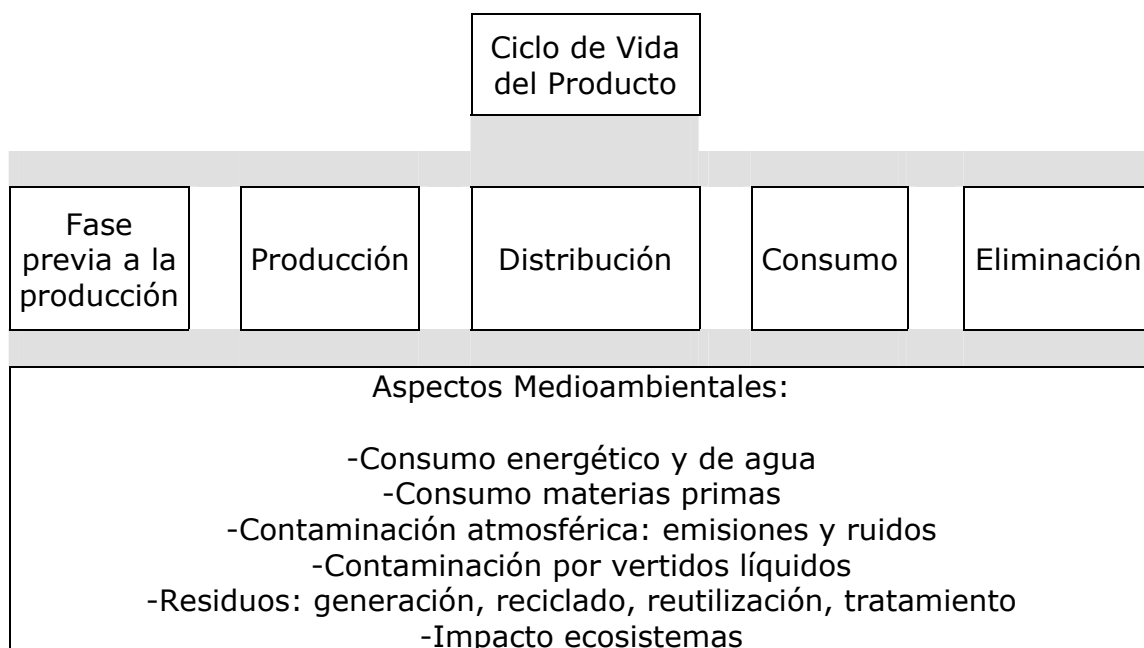 Ciclo de Vida
del Producto
Fase
previa a la
producción
Producción
Distribución
Consumo
Eliminación
Aspectos Medioambientales:
-Consumo energético y de agua
-Consumo materias primas
-Contaminación atmosférica: emisiones y ruidos
-Contaminación por vertidos líquidos
-Residuos: generación, reciclado, reutilización, tratamiento
-Impacto ecosistemas